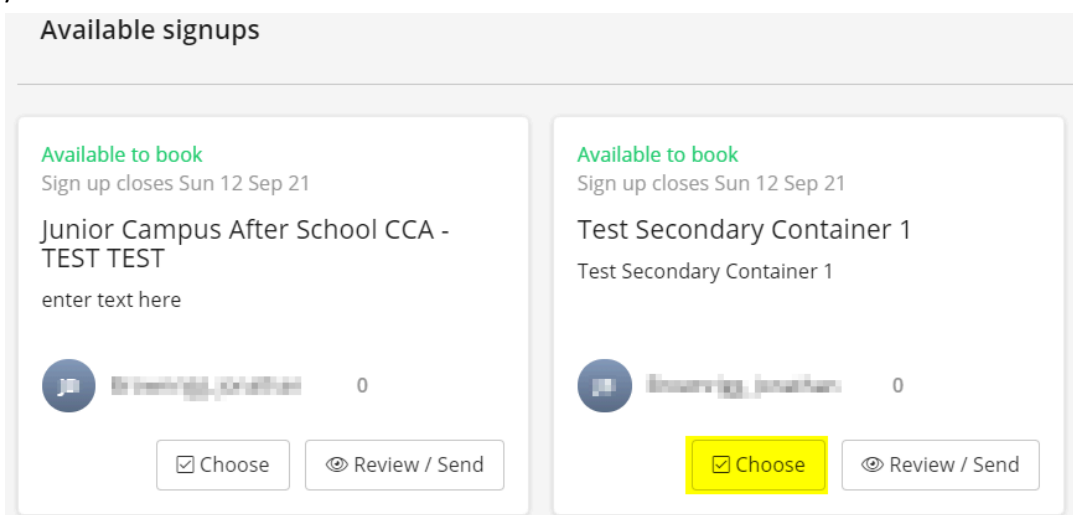 Available signups
Available to book
Sign up closes Sun 12 Sep 21
Junior Campus After School CCA -
TEST TEST
enter text here
0
Choose
Review / Send
Available to book
Sign up closes Sun 12 Sep 21
Test Secondary Container 1
Test Secondary Container 1
0
Choose
Review / Send